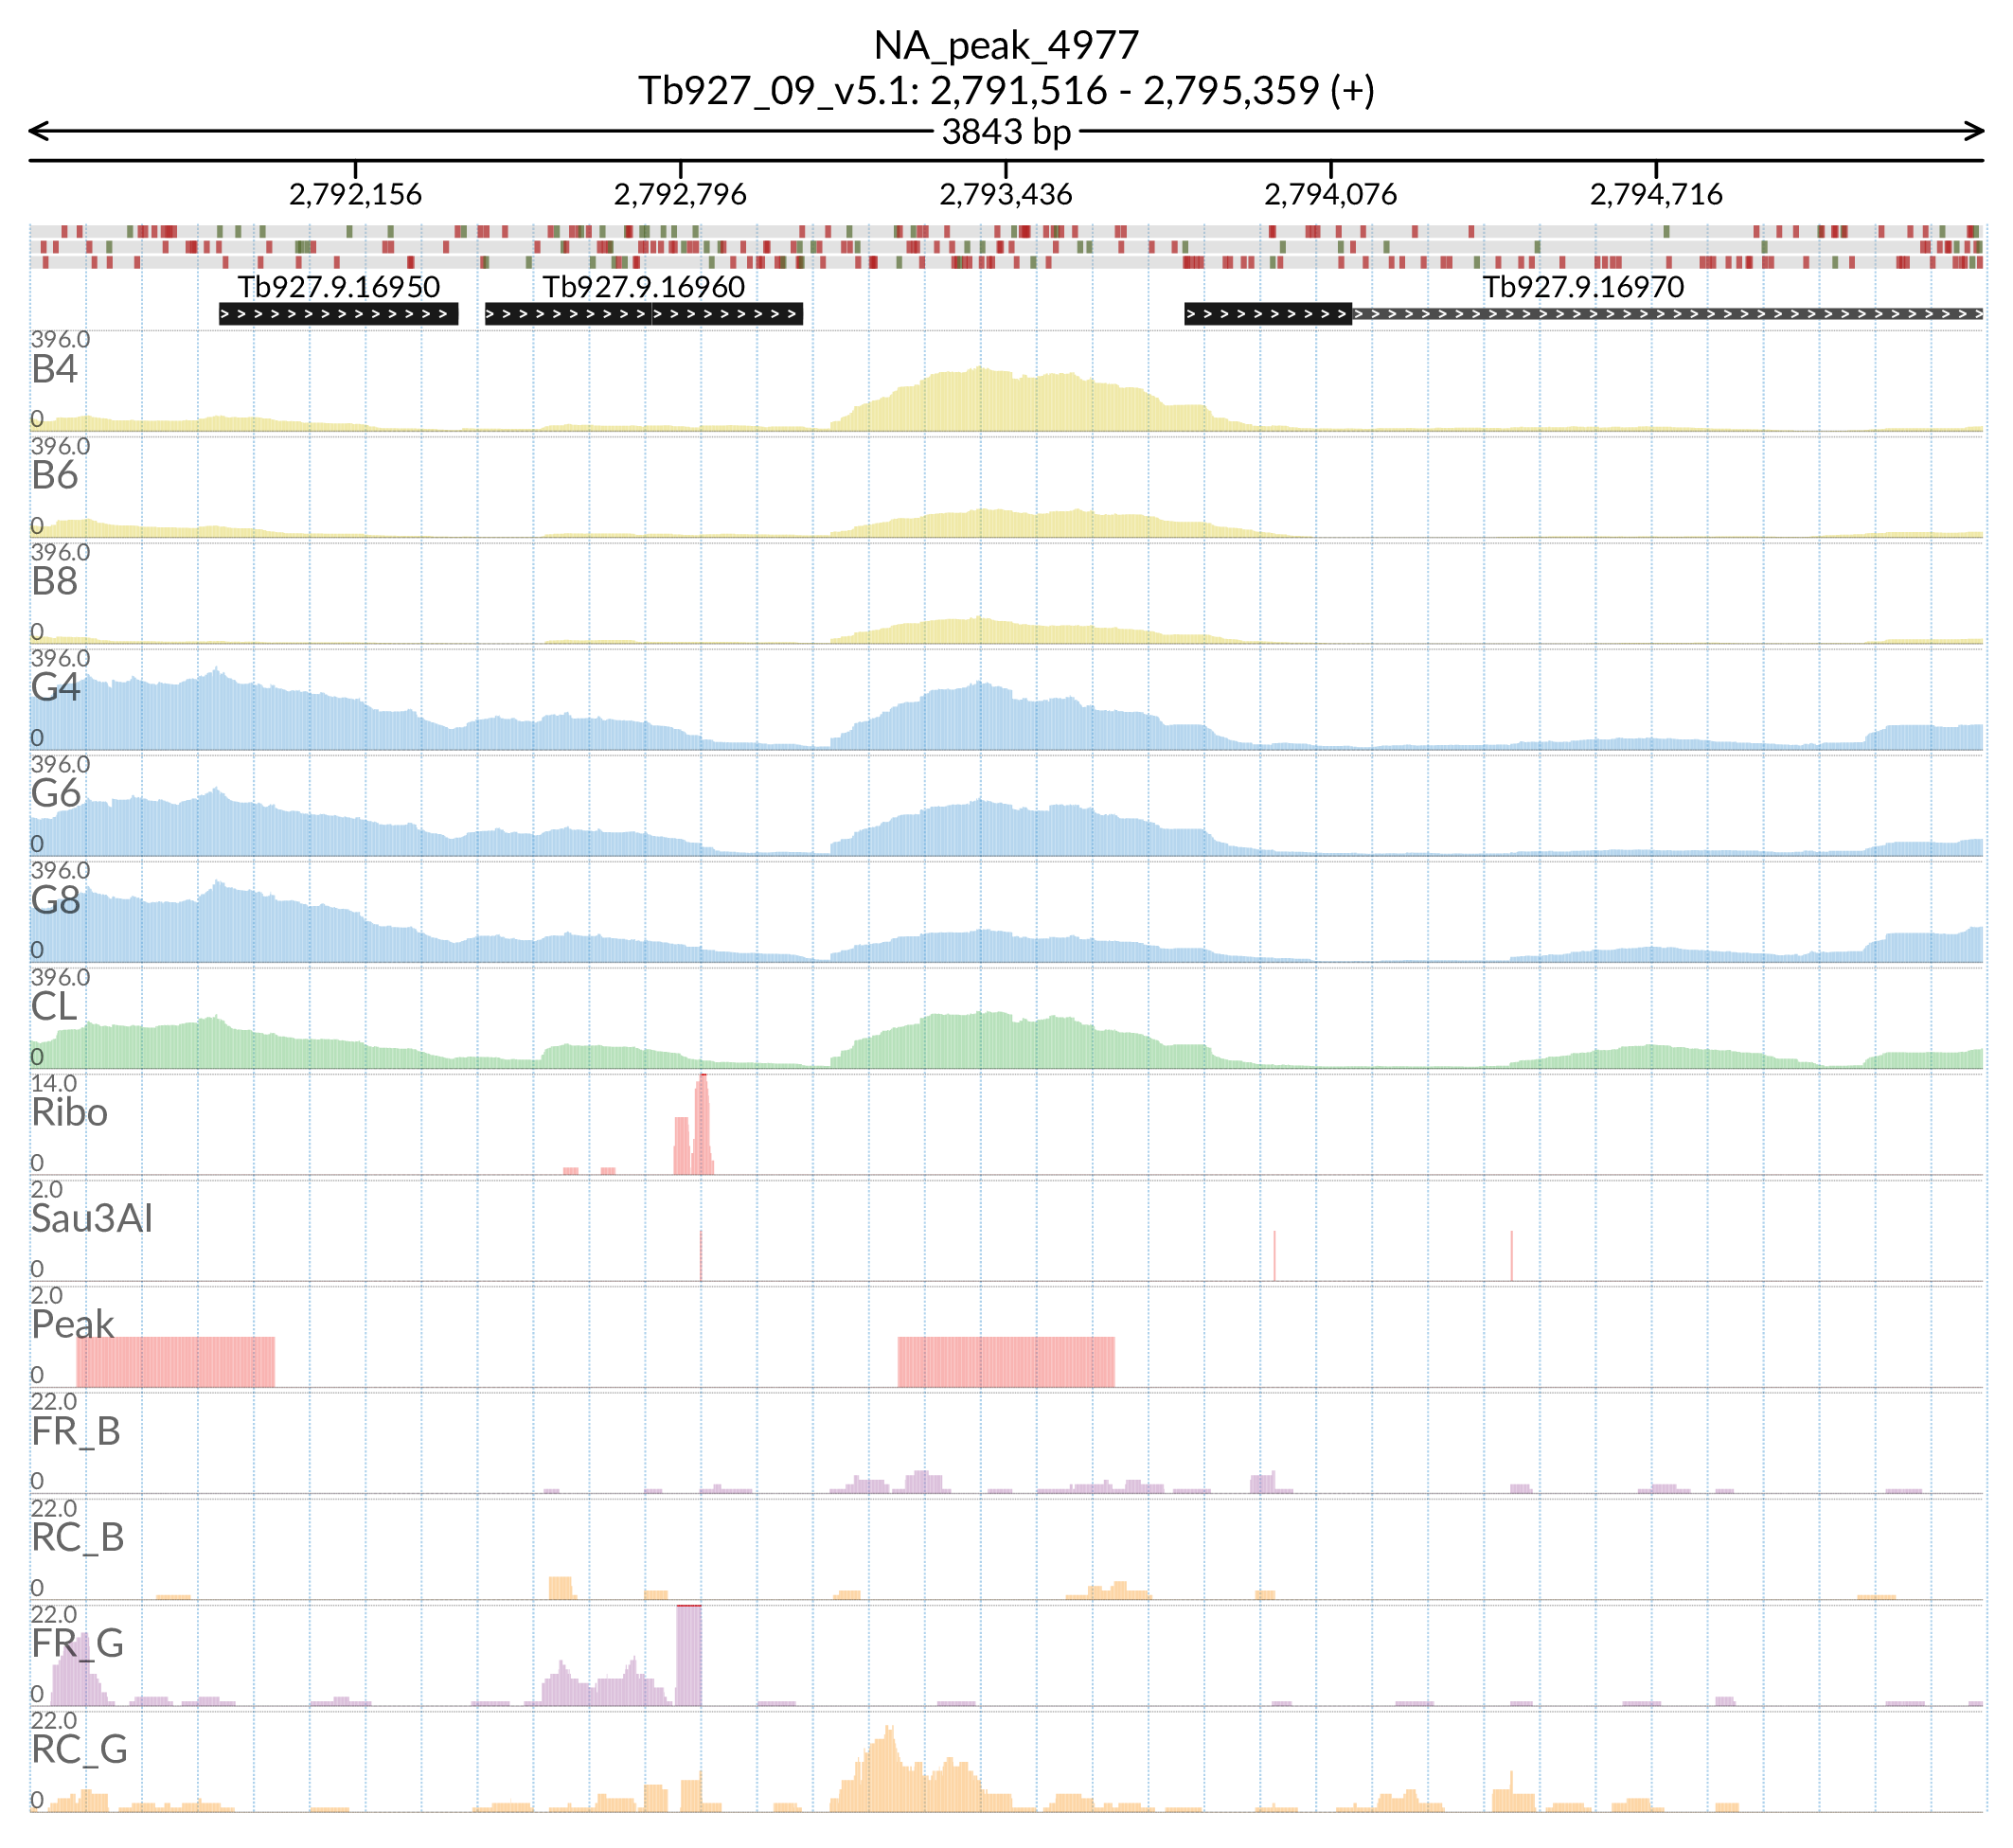 NA_peak_4977
Tb927_09_v5.1: 2,791,516 - 2,795,359 (+)
3843 bp
2,792,156 2,792,796 2,793,436 2,794,076 2,794,716
Tb927.9.16950 Tb927.9.16960 Tb927.9.16970
396.0
B4
0
396.0
B6
0
396.0
B8
0
396.0
G4
0
396.0
G6
0
396.0
G8
0
396.0
CL
0
14.0
Ribo
0
2.0
Sau3AI
0
2.0
Peak
0
22.0
FR_B
0
22.0
RC_B
0
22.0
FR_G
0
22.0
RC_G
0